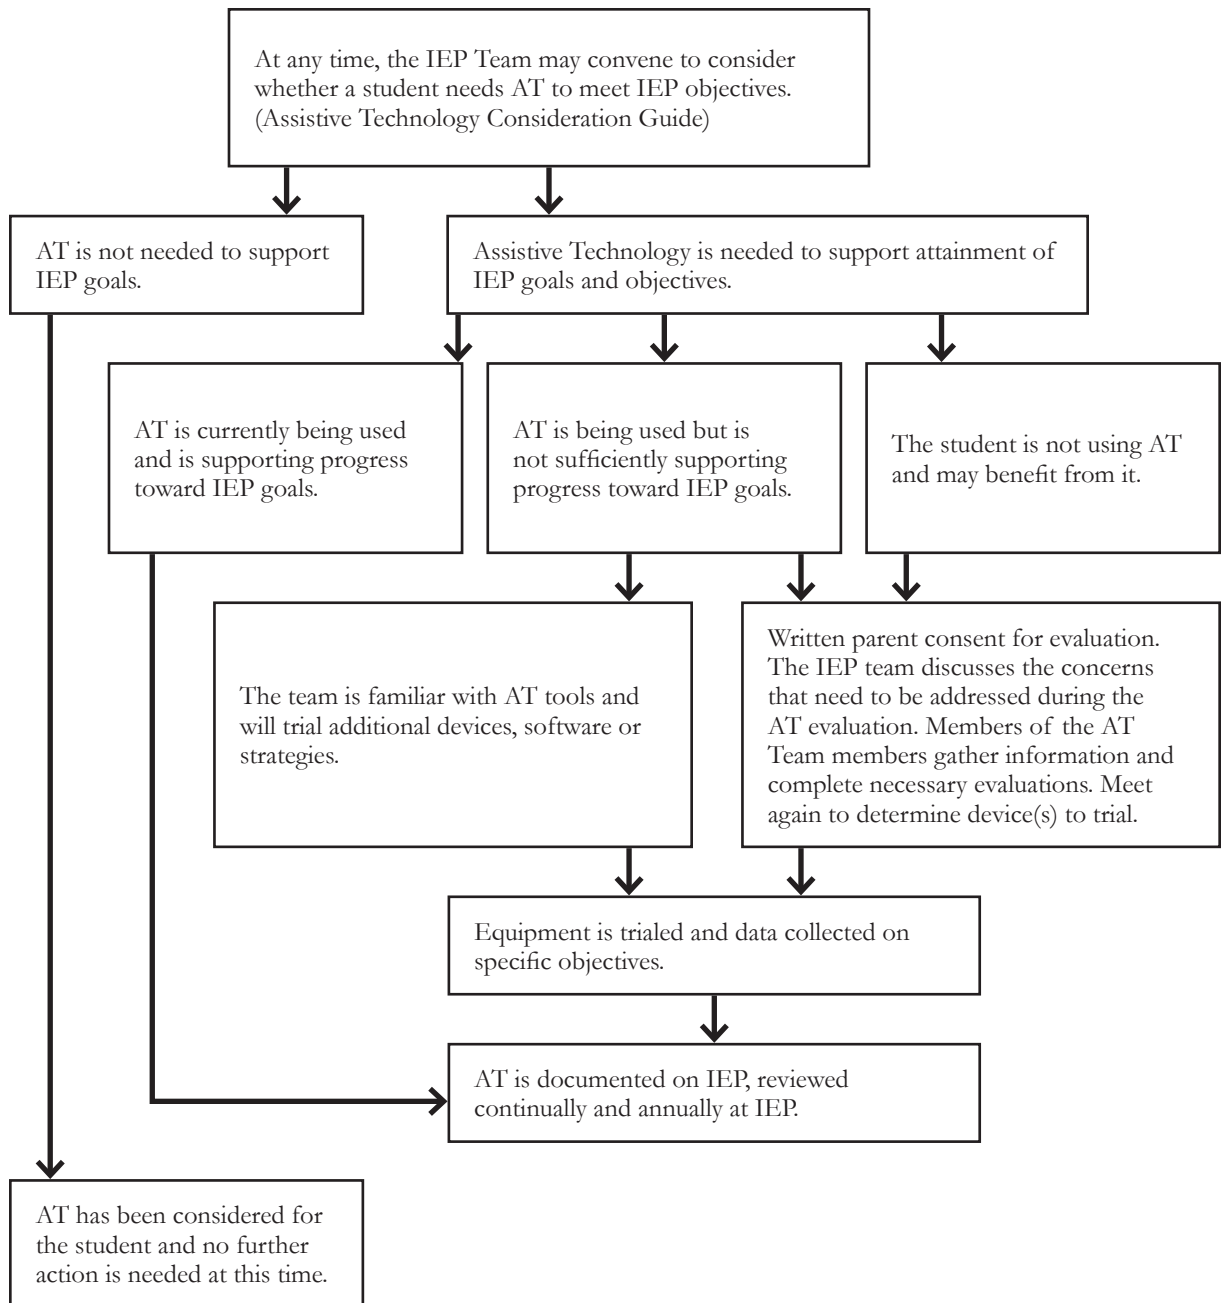 At any time, the IEP Team may convene to consider
whether a student needs AT to meet IEP objectives.
(Assistive Technology Consideration Guide)
AT is not needed to support
IEP goals.
Assistive Technology is needed to support attainment of
IEP goals and objectives.
AT is currently being used
and is supporting progress
toward IEP goals.
AT is being used but is
not sufficiently supporting
progress toward IEP goals.
The student is not using AT
and may benefit from it.
The team is familiar with AT tools and
will trial additional devices, software or
strategies.
Written parent consent for evaluation.
The IEP team discusses the concerns
that need to be addressed during the
AT evaluation. Members of the AT
Team members gather information and
complete necessary evaluations. Meet
again to determine device(s) to trial.
Equipment is trialed and data collected on
specific objectives.
AT is documented on IEP, reviewed
continually and annually at IEP.
AT has been considered for
the student and no further
action is needed at this time.